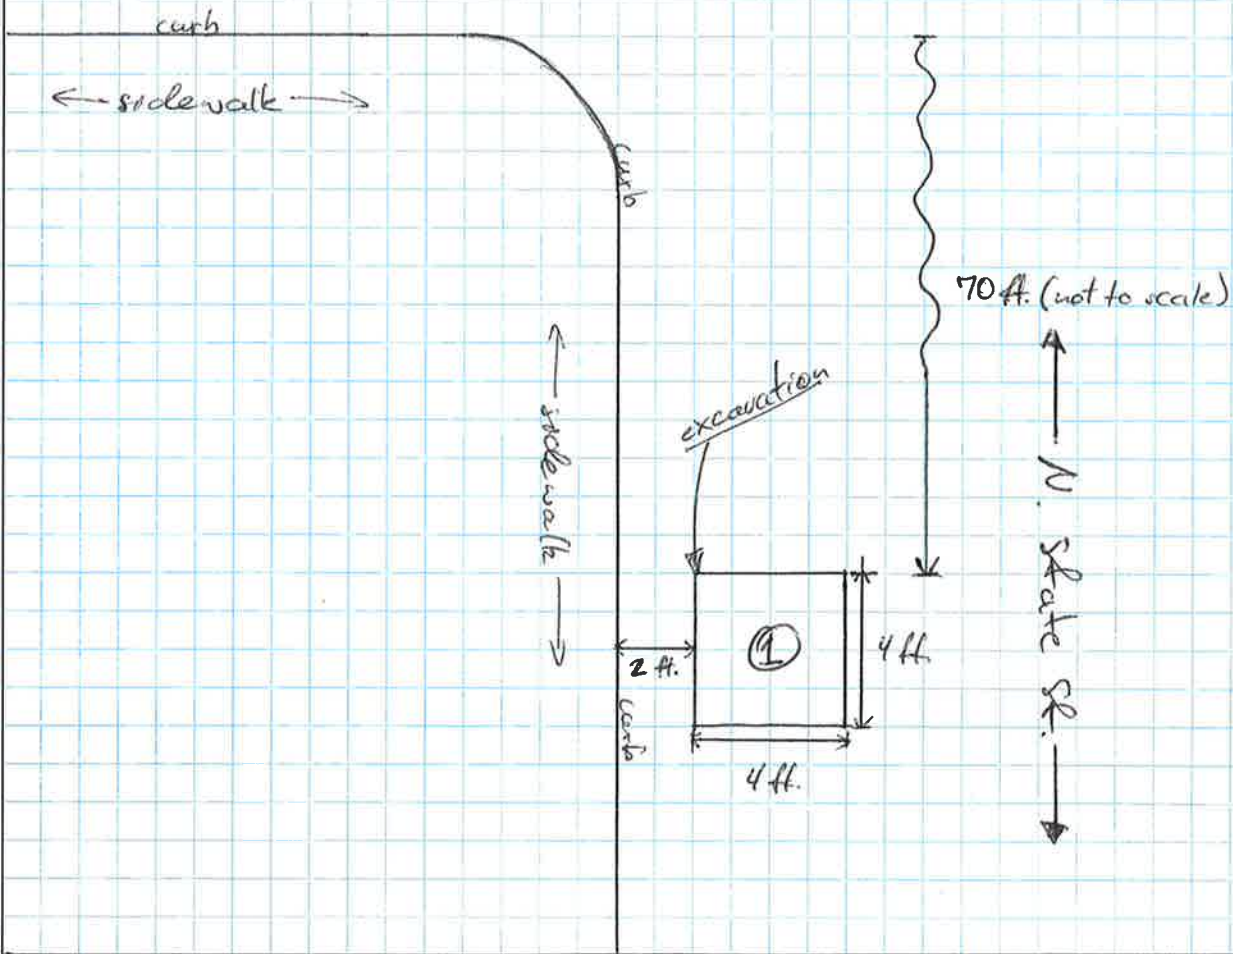 curb
sidewalk
curb
70 ft. (not to scale)
excavation
sidewalk
N. State St.
1
4 ft.
2 ft.
curb
4 ft.